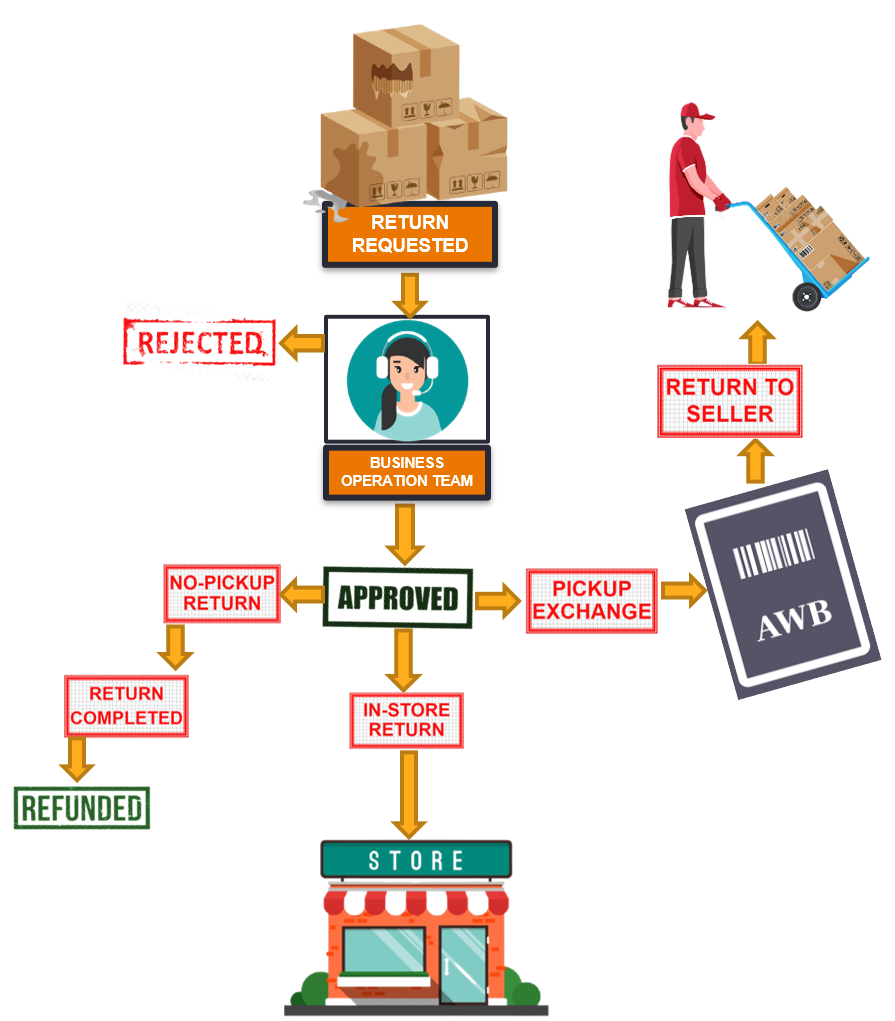 RETURN
REQUESTED
REJECTED
BUSINESS
OPERATION TEAM
RETURN TO
SELLER
AWB
NO-PICKUP
RETURN
APPROVED
PICKUP
EXCHANGE
RETURN
COMPLETED
IN-STORE
RETURN
REFUNDED
STORE